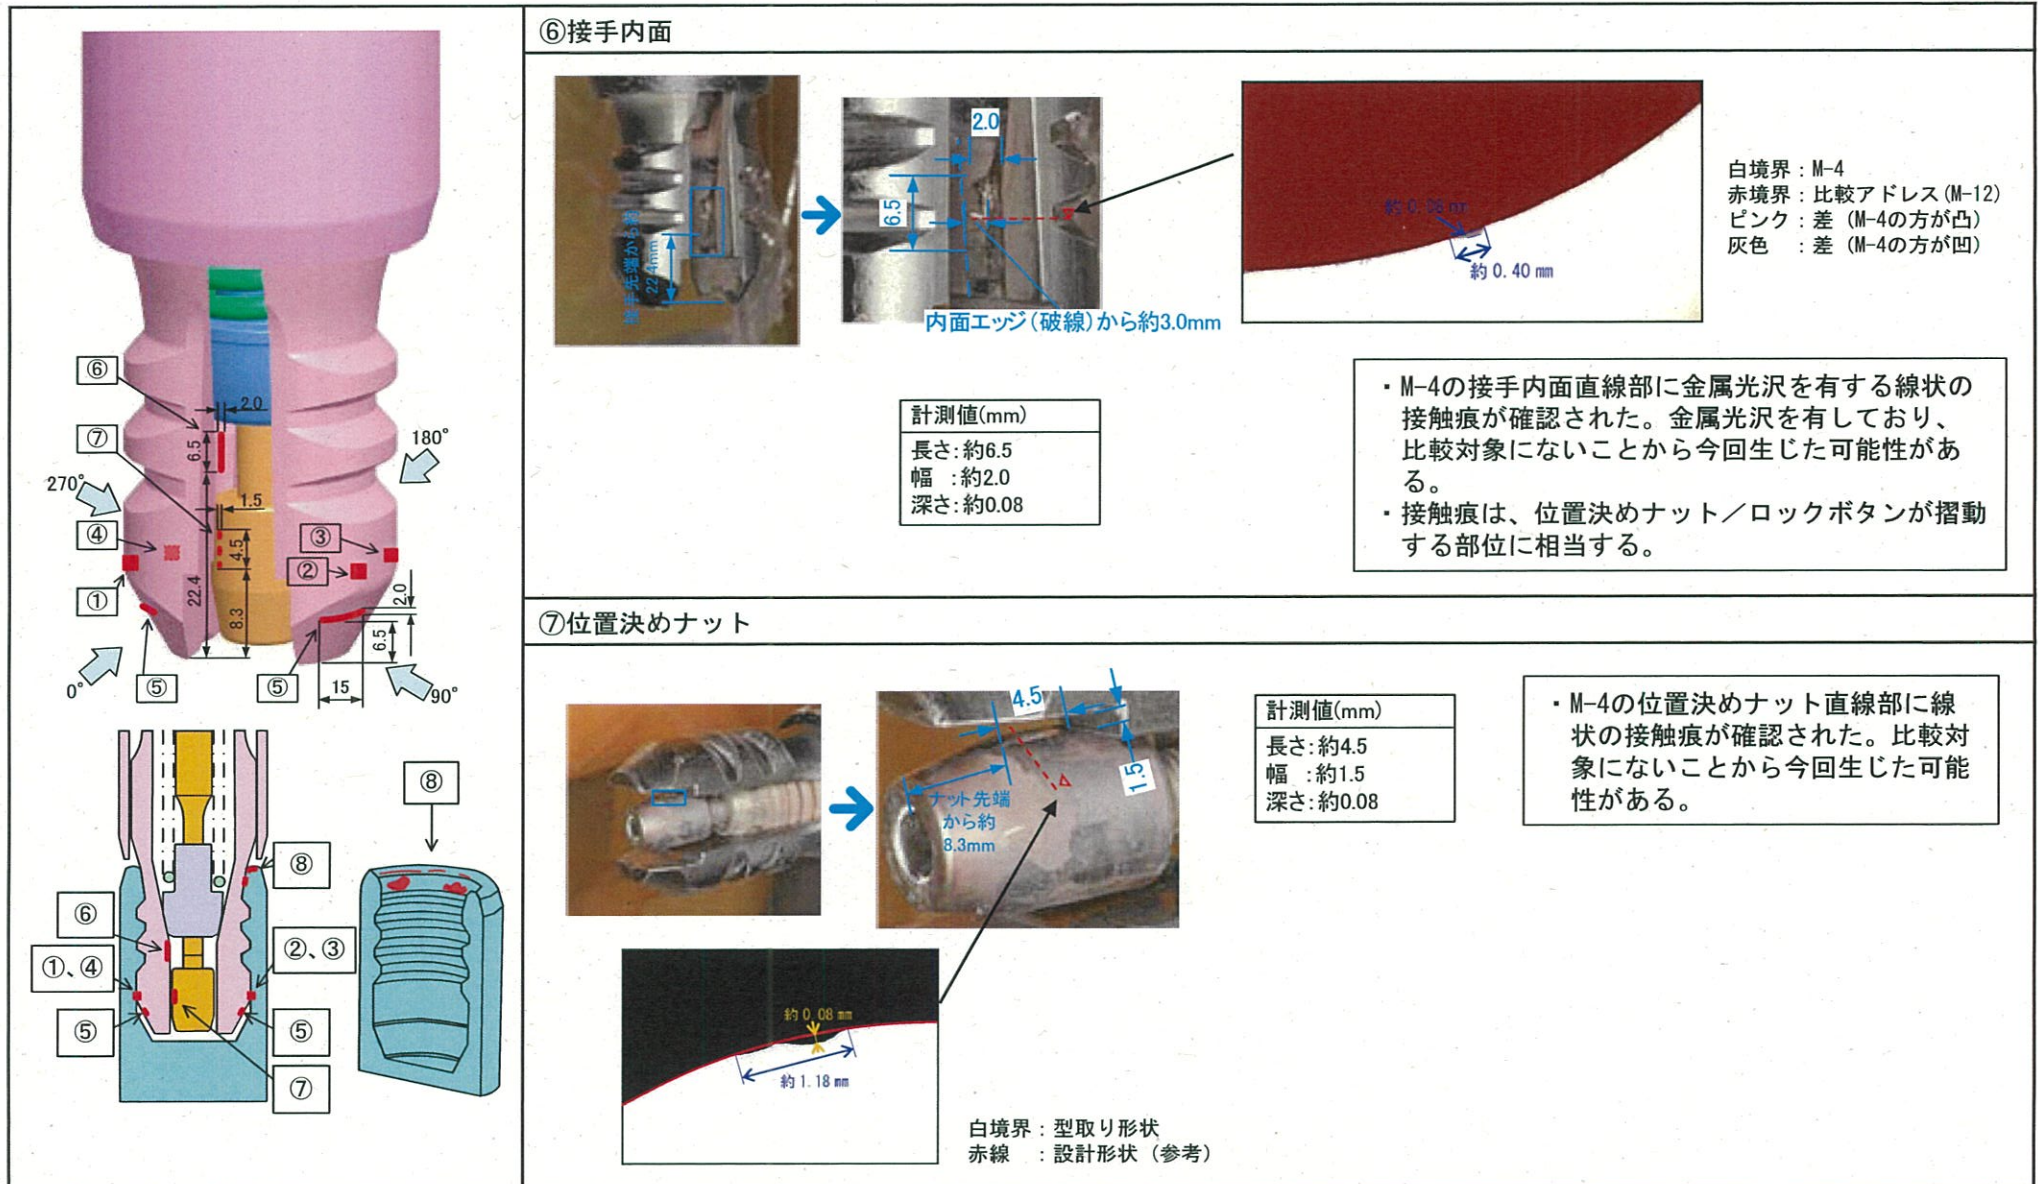 ⑥
2.0
⑦
6.5
180°
270°
1.5
④
③
4.5
②
①
22.4
8.3
2.0
6.5
0°
⑤
⑤
15
90°
⑧
⑧
⑥
①、④
②、③
⑤
⑤
⑦
⑥接手内面
接手先端から約
22.4mm
2.0
6.5
内面エッジ(破線)から約3.0mm
約0.08㎜
約0.40㎜
白境界:M-4
赤境界:比較アドレス(M-12)
ピンク:差(M-4の方が凸)
灰色 :差(M-4の方が凹)
計測値(mm)
長さ:約6.5
幅 :約2.0
深さ:約0.08
・M-4の接手内面直線部に金属光沢を有する線状の
接触痕が確認された。金属光沢を有しており、
比較対象にないことから今回生じた可能性があ
る。
・接触痕は、位置決めナット/ロックボタンが摺動
する部位に相当する。
⑦位置決めナット
4.5
1.5
ナット先端
から約
8.3mm
約0.08㎜
約1.18㎜
白境界:型取り形状
赤線 :設計形状(参考)
計測値(mm)
長さ:約4.5
幅 :約1.5
深さ:約0.08
・M-4の位置決めナット直線部に線
状の接触痕が確認された。比較対
象にないことから今回生じた可能
性がある。